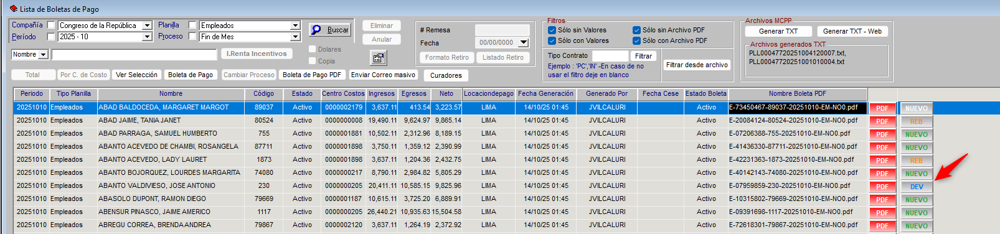 Lista de Boletas de Pago
Compañía Congreso de la República Planilla Empleados Buscar
Período 2025 - 10 Proceso Fin de Mes
Nombre I.Renta Incentivos
Eliminar
Anular
Dolares
Copia
# Remesa
Fecha 00/00/0000
Formato Retiro Listado Retiro
Filtros
Sólo sin Valores Sólo sin Archivo PDF
Sólo con Valores Sólo con Archivo PDF
Tipo Contrato Filtrar
Ejemplo : 'PC','IN' -En caso de no
usar el filtro deje en blanco
Filtrar desde archivo
Archivos MCPP
Generar TXT Generar TXT - Web
Archivos generados TXT
PLL00047720251004120007.txt,
PLL00047720251001010004.txt
Total Por C. de Costo Ver Selección Boleta de Pago Cambiar Proceso Boleta de Pago PDF Enviar Correo masivo Curadores
Periodo Tipo Planilla Nombre Código Estado Centro Costos Ingresos Egresos Neto Locaciondepago Fecha Generación Generado Por Fecha Cese Estado Boleta Nombre Boleta PDF
20251010 Empleados ABAD BALDOCEDA, MARGARET MARGOT 89037 Activo 0000002179 3,637.11 413.54 3,223.57 LIMA 14/10/25 01:45 JVILCALURI Activo E-73450467-89037-20251010-EM-NO0.pdf PDF NUEVO
20251010 Empleados ABAD JAIME, TANIA JANET 80524 Activo 0000000008 19,490.11 9,624.97 9,865.14 LIMA 14/10/25 01:45 JVILCALURI Activo E-20084124-80524-20251010-EM-NO0.pdf PDF REB
20251010 Empleados ABAD PARRAGA, SAMUEL HUMBERTO 755 Activo 0000001881 10,502.11 2,312.96 8,189.15 LIMA 14/10/25 01:45 JVILCALURI Activo E-07206388-755-20251010-EM-NO0.pdf PDF NUEVO
20251010 Empleados ABANTO ACEVEDO DE CHAMBI, ROSANGELA 87711 Activo 0000001898 3,750.11 1,359.12 2,390.99 LIMA 14/10/25 01:45 JVILCALURI Activo E-41436330-87711-20251010-EM-NO0.pdf PDF NUEVO
20251010 Empleados ABANTO ACEVEDO, LADY LAURET 1873 Activo 0000001898 3,637.11 1,204.36 2,432.75 LIMA 14/10/25 01:45 JVILCALURI Activo E-42231363-1873-20251010-EM-NO0.pdf PDF REB
20251010 Empleados ABANTO BOJORQUEZ, LOURDES MARGARITA 74080 Activo 0000000217 8,790.11 2,984.82 5,805.29 LIMA 14/10/25 01:45 JVILCALURI Activo E-40142143-74080-20251010-EM-NO0.pdf PDF NUEVO
20251010 Empleados ABANTO VALDIVIESO, JOSE ANTONIO 230 Activo 0000000205 20,411.11 10,585.15 9,825.96 LIMA 14/10/25 01:45 JVILCALURI Activo E-07959859-230-20251010-EM-NO0.pdf PDF DEV
20251010 Empleados ABASOLO DUPONT, RAMON DIEGO 79669 Activo 0000001187 10,615.11 3,725.20 6,889.91 LIMA 14/10/25 01:45 JVILCALURI Activo E-10315802-79669-20251010-EM-NO0.pdf PDF NUEVO
20251010 Empleados ABENSUR PINASCO, JAIME AMERICO 1117 Activo 0000000205 26,440.21 10,935.63 15,504.58 LIMA 14/10/25 01:45 JVILCALURI Activo E-09391698-1117-20251010-EM-NO0.pdf PDF NUEVO
20251010 Empleados ABREGU CORREA, BRENDA ANDREA 79867 Activo 0000002120 3,637.11 1,264.19 2,372.92 LIMA 14/10/25 01:45 JVILCALURI Activo E-72618301-79867-20251010-EM-NO0.pdf PDF NUEVO